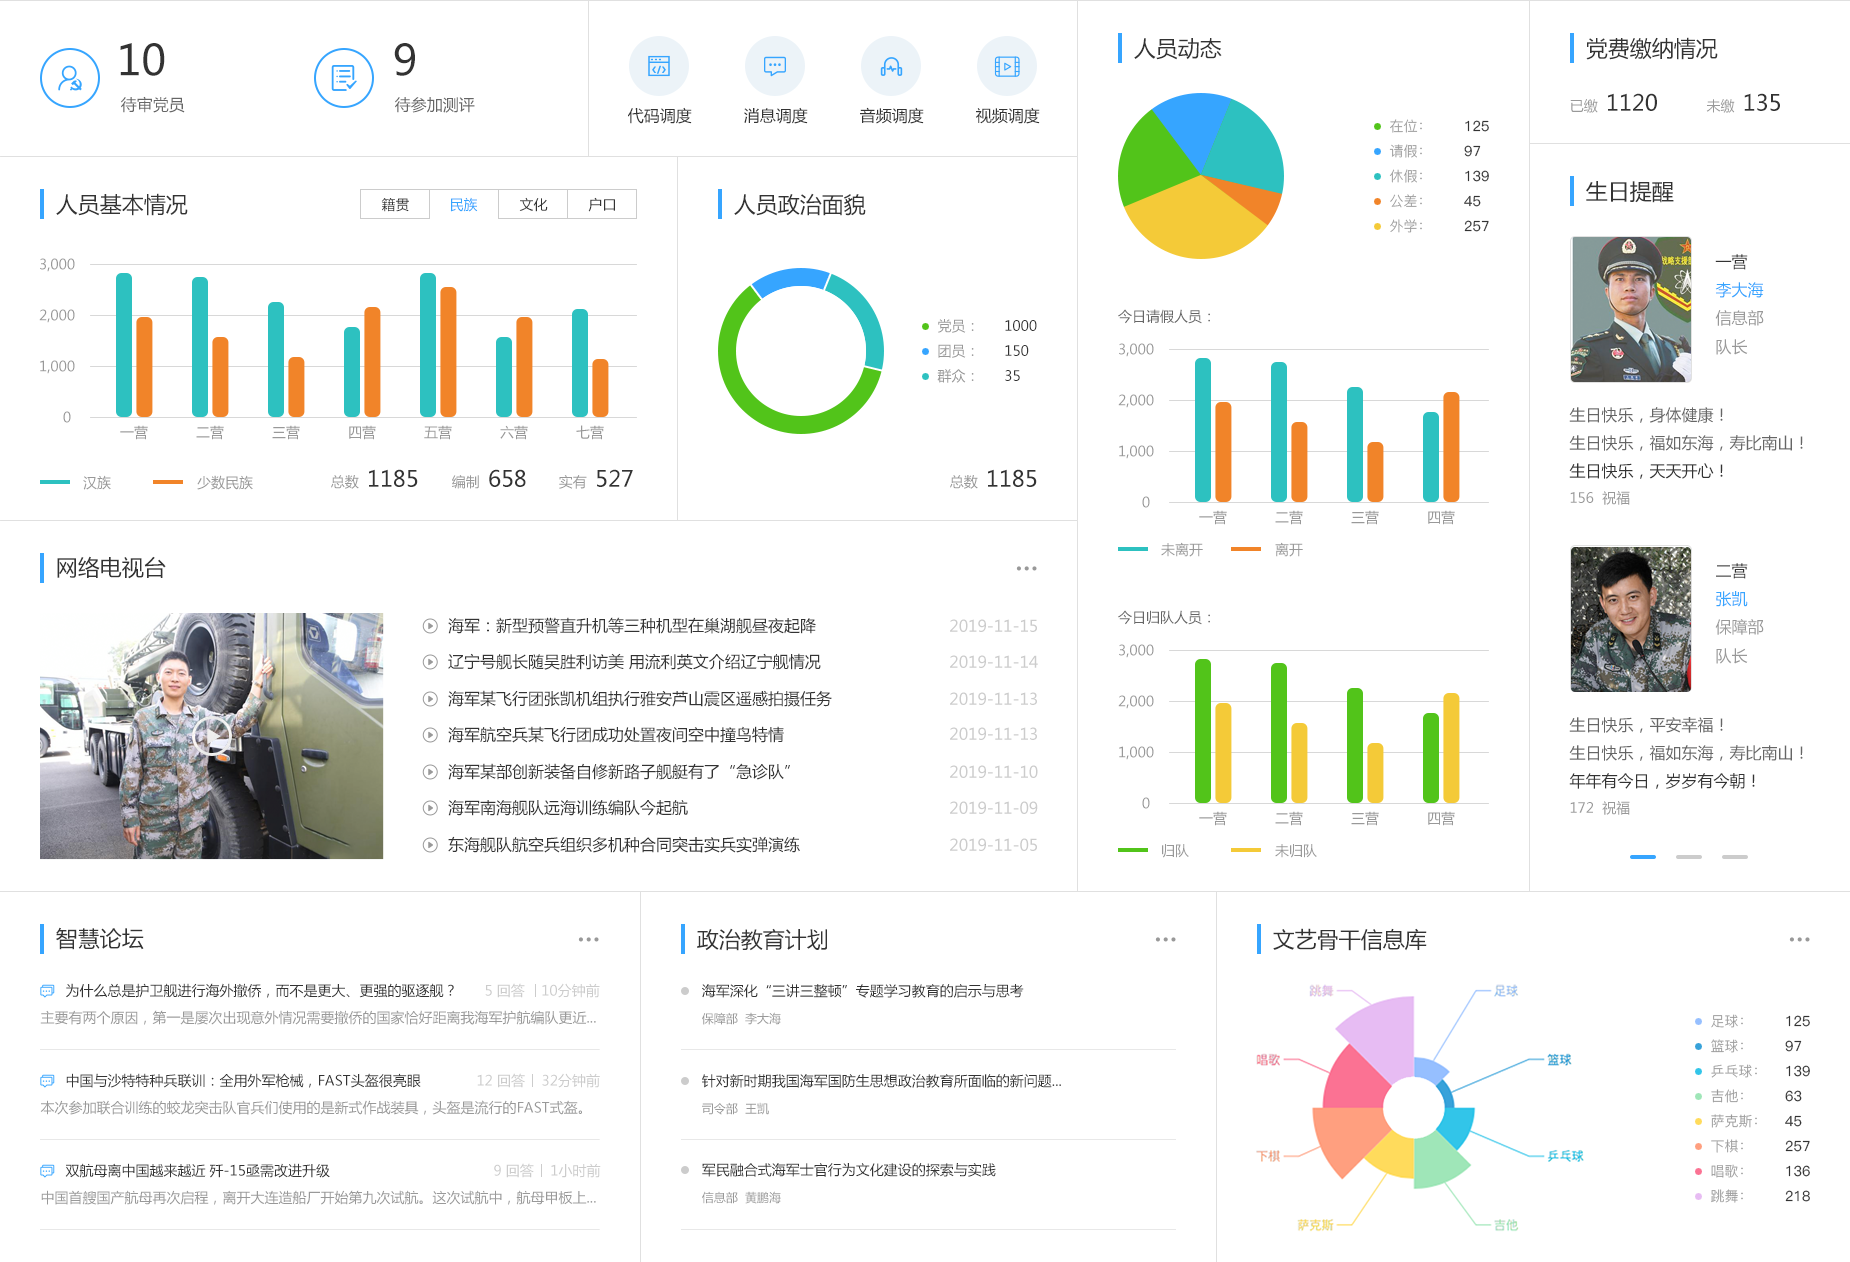 10
待审党员
9
待参加测评
代码调度
消息调度
音频调度
视频调度
人员基本情况
籍贯 民族 文化 户口
3,000
2,000
1,000
0
一营 二营 三营 四营 五营 六营 七营
汉族 少数民族 总数 1185 编制 658 实有 527
人员政治面貌
党员： 1000
团员： 150
群众： 35
总数 1185
人员动态
在位： 125
请假： 97
休假： 139
公差： 45
外学： 257
今日请假人员：
3,000
2,000
1,000
0
一营 二营 三营 四营
未离开 离开
今日归队人员：
3,000
2,000
1,000
0
一营 二营 三营 四营
归队 未归队
党费缴纳情况
已缴 1120 未缴 135
生日提醒
一营
李大海
信息部
队长
生日快乐，身体健康！
生日快乐，福如东海，寿比南山！
生日快乐，天天开心！
156 祝福
二营
张凯
保障部
队长
生日快乐，平安幸福！
生日快乐，福如东海，寿比南山！
年年有今日，岁岁有今朝！
172 祝福
网络电视台
海军：新型预警直升机等三种机型在巢湖舰昼夜起降 2019-11-15
辽宁号舰长随吴胜利访美 用流利英文介绍辽宁舰情况 2019-11-14
海军某飞行团张凯机组执行雅安芦山震区遥感拍摄任务 2019-11-13
海军航空兵某飞行团成功处置夜间空中撞鸟特情 2019-11-13
海军某部创新装备自修新路子舰艇有了“急诊队” 2019-11-10
海军南海舰队远海训练编队今起航 2019-11-09
东海舰队航空兵组织多机种合同突击实兵实弹演练 2019-11-05
智慧论坛
为什么总是护卫舰进行海外撤侨，而不是更大、更强的驱逐舰？ 5 回答 | 10分钟前
主要有两个原因，第一是屡次出现意外情况需要撤侨的国家恰好距离我海军护航编队更近...
中国与沙特特种兵联训：全用外军枪械，FAST头盔很亮眼 12 回答 | 32分钟前
本次参加联合训练的蛟龙突击队官兵们使用的是新式作战装具，头盔是流行的FAST式盔。
双航母离中国越来越近 歼-15亟需改进升级 9 回答 | 1小时前
中国首艘国产航母再次启程，离开大连造船厂开始第九次试航。这次试航中，航母甲板上...
政治教育计划
海军深化“三讲三整顿”专题学习教育的启示与思考
保障部 李大海
针对新时期我国海军国防生思想政治教育所面临的新问题...
司令部 王凯
军民融合式海军士官行为文化建设的探索与实践
信息部 黄鹏海
文艺骨干信息库
跳舞
足球
唱歌
篮球
下棋
乒乓球
萨克斯
吉他
足球： 125
篮球： 97
乒乓球： 139
吉他： 63
萨克斯： 45
下棋： 257
唱歌： 136
跳舞： 218